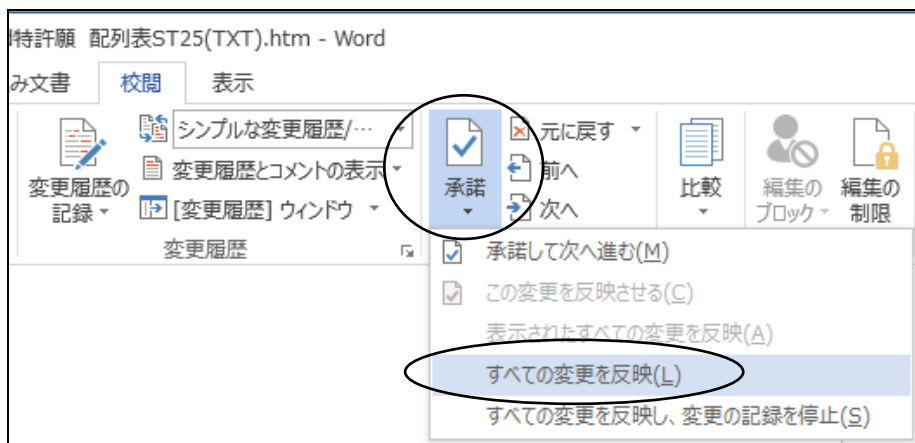 特許願 配列表ST25(TXT).htm - Word
み文書 校閲 表示
シンプルな変更履歴/…
変更履歴とコメントの表示
[変更履歴] ウィンドウ
変更履歴の
記録
変更履歴
承諾
元に戻す
前へ
次へ
比較
編集の
ブロック
編集の
制限
承諾して次へ進む(M)
この変更を反映させる(C)
表示されたすべての変更を反映(A)
すべての変更を反映(L)
すべての変更を反映し、変更の記録を停止(S)